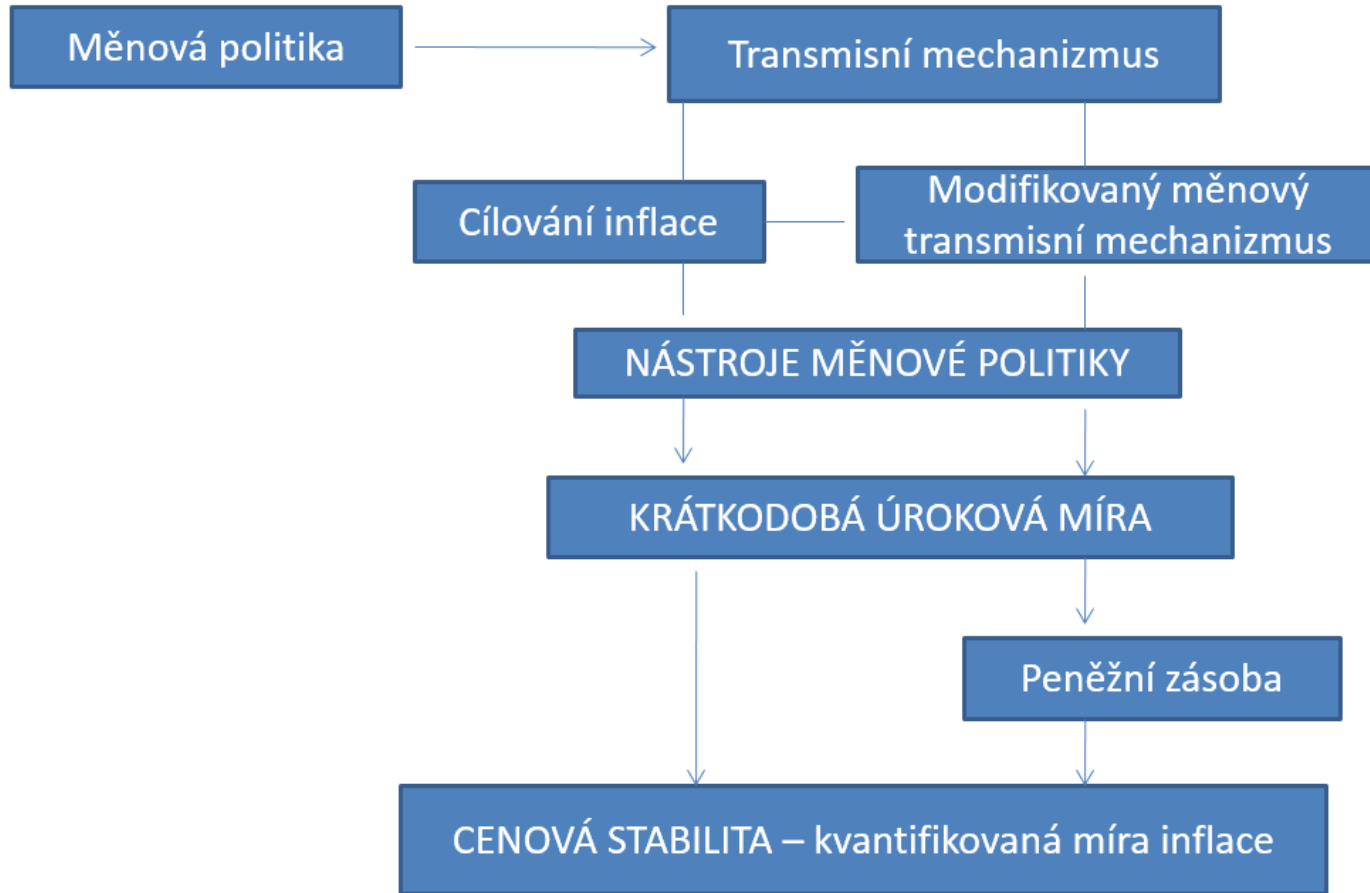 Měnová politika
Transmisní mechanizmus
Cílování inflace
Modifikovaný měnový
transmisní mechanizmus
NÁSTROJE MĚNOVÉ POLITIKY
KRÁTKODOBÁ ÚROKOVÁ MÍRA
Peněžní zásoba
CENOVÁ STABILITA – kvantifikovaná míra inflace